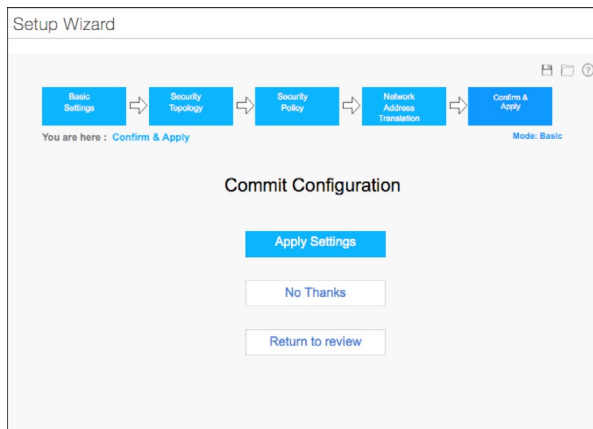 Setup Wizard
?
Basic
Settings
Security
Topology
Security
Policy
Network
Address
Translation
Confirm &
Apply
You are here : Confirm & Apply
Mode: Basic
Commit Configuration
Apply Settings
No Thanks
Return to review